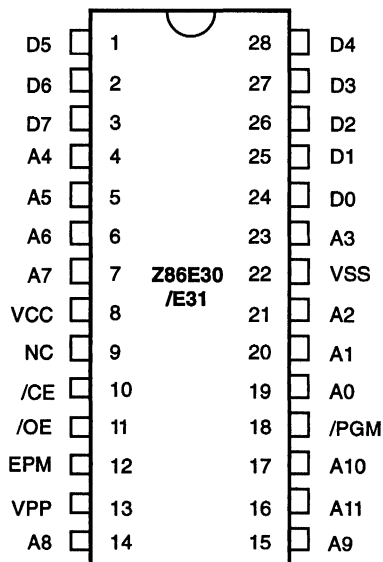 D5 1 28 D4
D6 2 27 D3
D7 3 26 D2
A4 4 25 D1
A5 5 24 D0
A6 6 23 A3
A7 7 Z86E30 22 VSS
/E31
VCC 8 21 A2
NC 9 20 A1
/CE 10 19 A0
/OE 11 18 /PGM
EPM 12 17 A10
VPP 13 16 A11
A8 14 15 A9